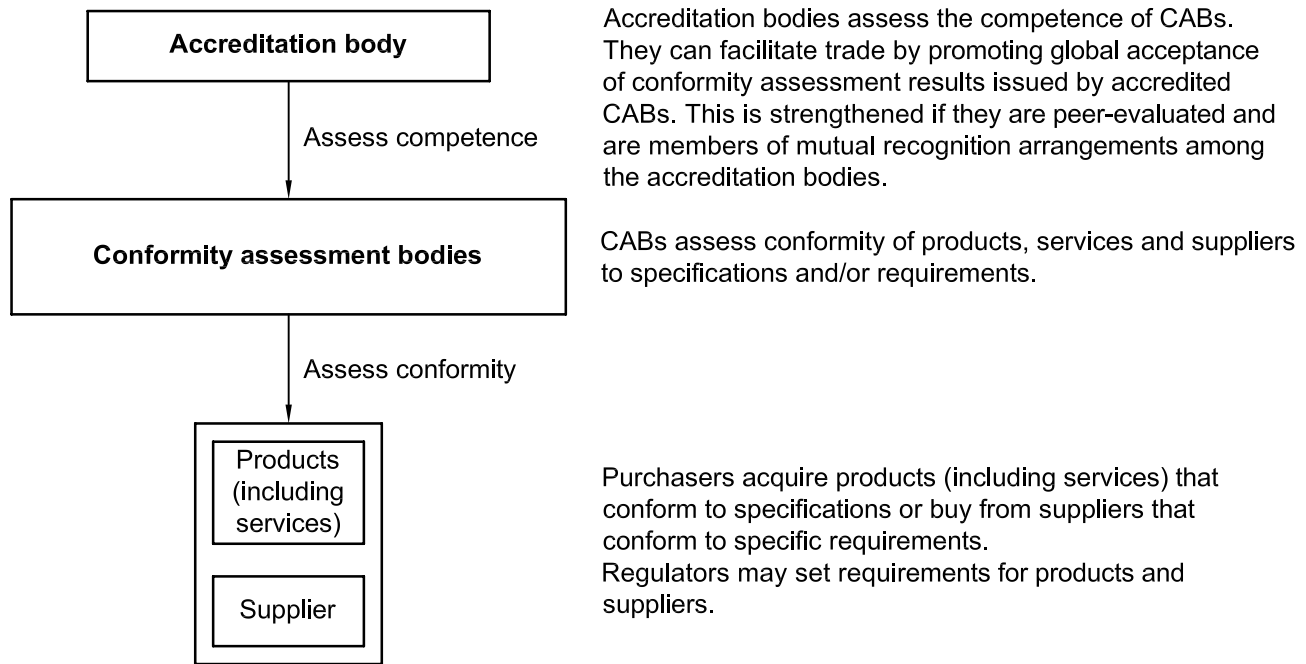 Accreditation body
Accreditation bodies assess the competence of CABs.
They can facilitate trade by promoting global acceptance
of conformity assessment results issued by accredited
CABs. This is strengthened if they are peer-evaluated and
are members of mutual recognition arrangements among
the accreditation bodies.
Assess competence
Conformity assessment bodies
CABs assess conformity of products, services and suppliers
to specifications and/or requirements.
Assess conformity
Products
(including
services)
Supplier
Purchasers acquire products (including services) that
conform to specifications or buy from suppliers that
conform to specific requirements.
Regulators may set requirements for products and
suppliers.